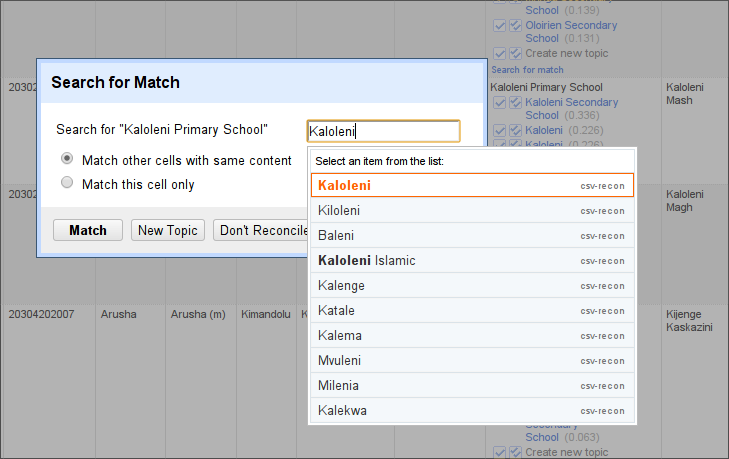 School (0.139)
Oloirien Secondary
School (0.131)
Create new topic
Search for match
Search for Match
Search for "Kaloleni Primary School"
Kaloleni
Match other cells with same content
Match this cell only
Match
New Topic
Don't Reconcile
Select an item from the list:
Kaloleni csv-recon
Kiloleni csv-recon
Baleni csv-recon
Kaloleni Islamic csv-recon
Kalenge csv-recon
Katale csv-recon
Kalema csv-recon
Mvuleni csv-recon
Milenia csv-recon
Kalekwa csv-recon
20302
Kaloleni Primary School
Kaloleni Secondary
School (0.336)
Kaloleni (0.226)
Kaloleni (0.226)
Kaloleni
Mash
20302
Kaloleni
Magh
20304202007 Arusha Arusha (m) Kimandolu K
Kijenge
Kaskazini
Secondary
School (0.063)
Create new topic